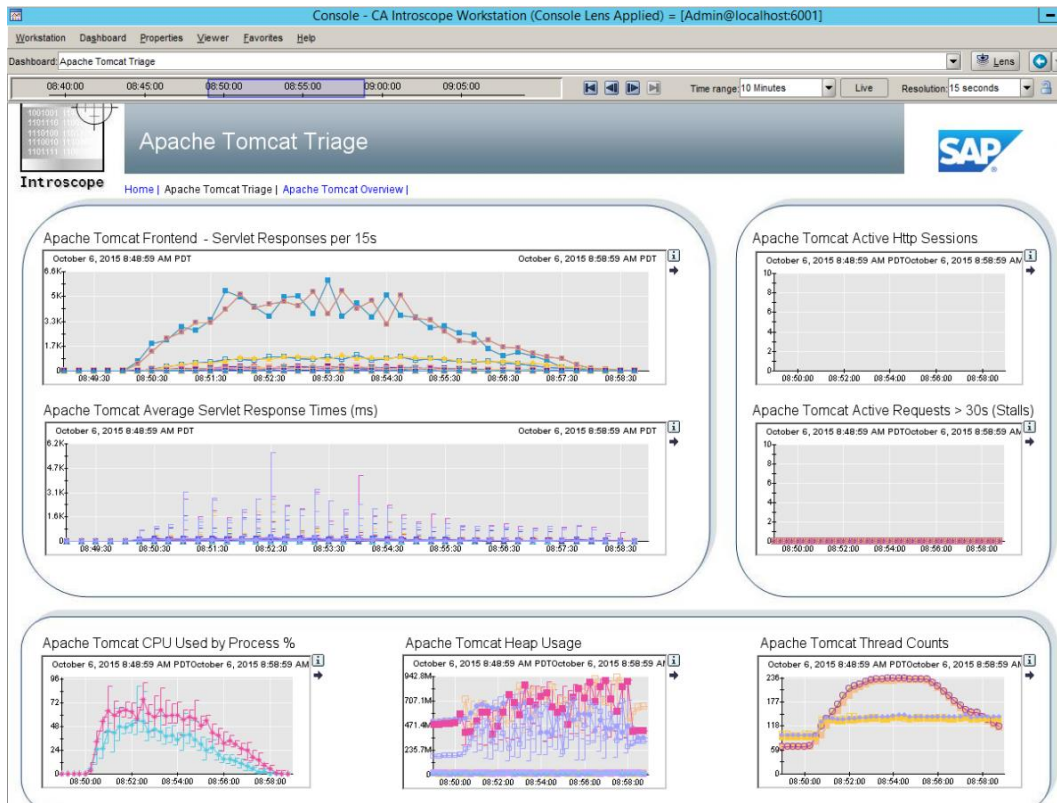 Console - CA Introscope Workstation (Console Lens Applied) = [Admin@localhost:6001]
Workstation Dashboard Properties Viewer Favorites Help
Dashboard: Apache Tomcat Triage Lens
08:40:00 08:45:00 08:50:00 08:55:00 09:00:00 09:05:00 Time range: 10 Minutes Live Resolution: 15 seconds
Apache Tomcat Triage
SAP
Introscope
Home | Apache Tomcat Triage | Apache Tomcat Overview |
Apache Tomcat Frontend - Servlet Responses per 15s
October 6, 2015 8:48:59 AM PDT October 6, 2015 8:58:59 AM PDT
6.6K
5K
3.3K
1.7K
0
08:49:30 08:50:30 08:51:30 08:52:30 08:53:30 08:54:30 08:55:30 08:56:30 08:57:30 08:58:30
Apache Tomcat Active Http Sessions
October 6, 2015 8:48:59 AM PDTOctober 6, 2015 8:58:59 AM
10
8
6
4
2
0
08:50:00 08:52:00 08:54:00 08:56:00 08:58:00
Apache Tomcat Average Servlet Response Times (ms)
October 6, 2015 8:48:59 AM PDT October 6, 2015 8:58:59 AM PDT
6.2K
4.7K
3.1K
1.6K
0
08:49:30 08:50:30 08:51:30 08:52:30 08:53:30 08:54:30 08:55:30 08:56:30 08:57:30 08:58:30
Apache Tomcat Active Requests > 30s (Stalls)
October 6, 2015 8:48:59 AM PDTOctober 6, 2015 8:58:59 AM
10
8
6
4
2
0
08:50:00 08:52:00 08:54:00 08:56:00 08:58:00
Apache Tomcat CPU Used by Process %
October 6, 2015 8:48:59 AM PDTOctober 6, 2015 8:58:59 AM
96
72
48
24
0
08:50:00 08:52:00 08:54:00 08:56:00 08:58:00
Apache Tomcat Heap Usage
October 6, 2015 8:48:59 AM PDTOctober 6, 2015 8:58:59 AM
942.8M
707.1M
471.4M
235.7M
0
08:50:00 08:52:00 08:54:00 08:56:00 08:58:00
Apache Tomcat Thread Counts
October 6, 2015 8:48:59 AM PDTOctober 6, 2015 8:58:59 AM
236
177
118
59
0
08:50:00 08:52:00 08:54:00 08:56:00 08:58:00